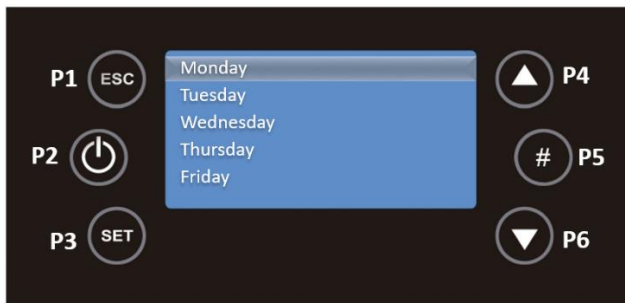 P1 ESC
Monday
Tuesday
Wednesday
Thursday
Friday
P2
P3 SET
P4
# P5
P6